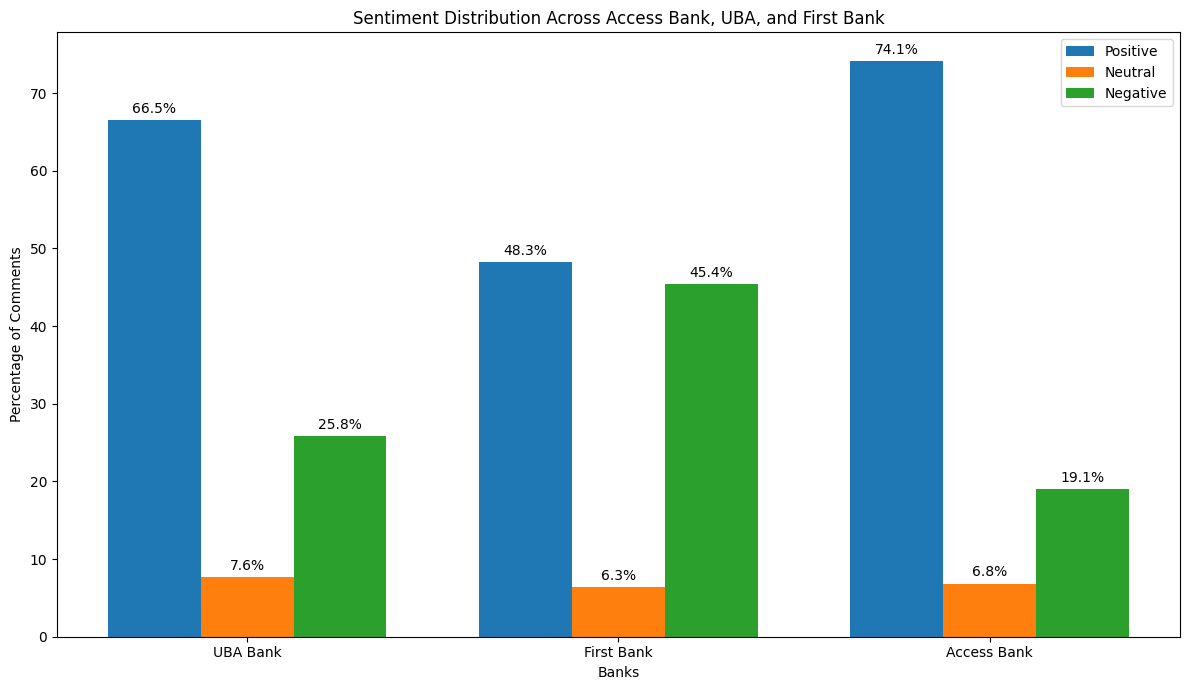 Sentiment Distribution Across Access Bank, UBA, and First Bank
Positive
Neutral
Negative
Percentage of Comments
70
60
50
40
30
20
10
0
66.5%
7.6%
25.8%
48.3%
6.3%
45.4%
74.1%
6.8%
19.1%
UBA Bank
First Bank
Access Bank
Banks